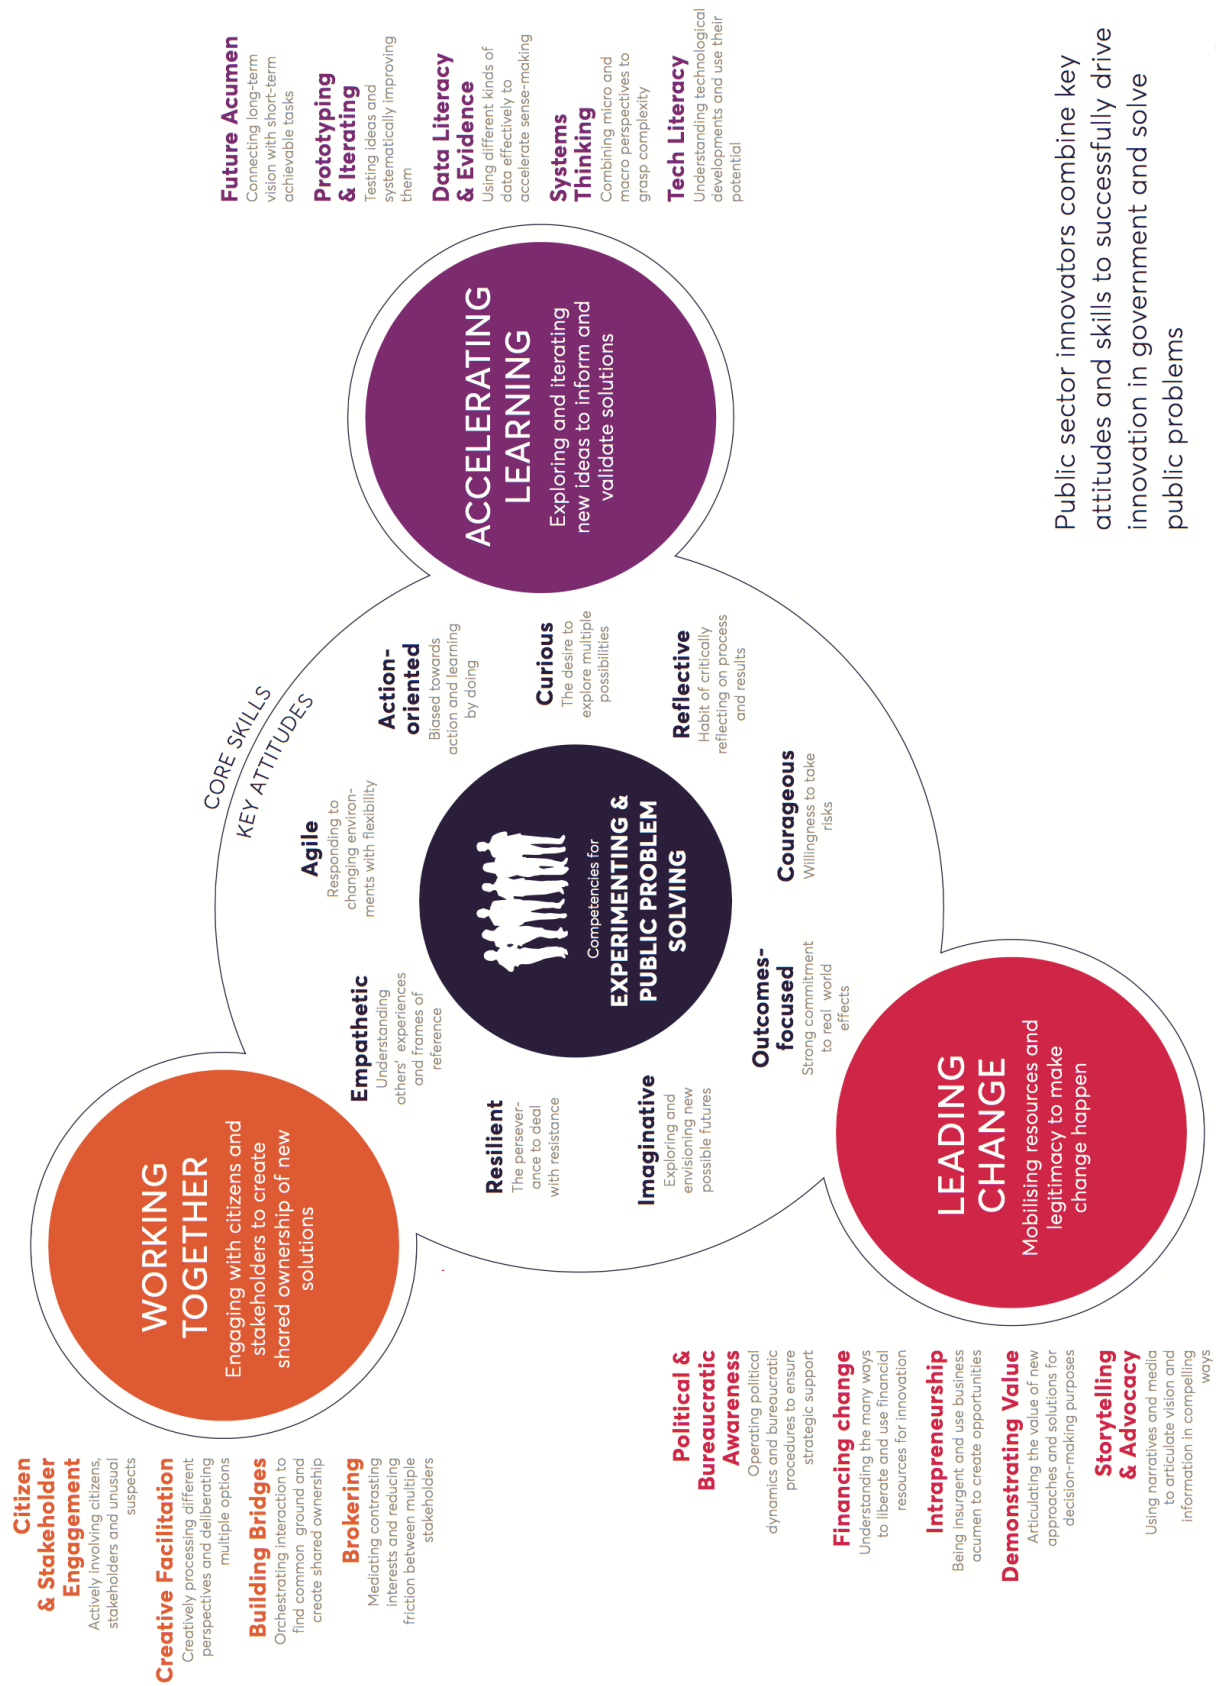 Citizen
& Stakeholder
Engagement
Actively involving citizens,
stakeholders and unusual
suspects
Creative Facilitation
Creatively processing different
perspectives and deliberating
multiple options
Building Bridges
Orchestrating interaction to
find common ground and
create shared ownership
Brokering
Mediating contrasting
interests and reducing
friction between multiple
stakeholders
WORKING
TOGETHER
Engaging with citizens and
stakeholders to create
shared ownership of new
solutions
CORE SKILLS
KEY ATTITUDES
Future Acumen
Connecting long-term
vision with short-term
achievable tasks
Prototyping
& Iterating
Testing ideas and
systematically improving
them
Data Literacy
& Evidence
Using different kinds of
data effectively to
accelerate sense-making
Systems
Thinking
Combining micro and
macro perspectives to
grasp complexity
Tech Literacy
Understanding technological
developments and use their
potential
ACCELERATING
LEARNING
Exploring and iterating
new ideas to inform and
validate solutions
Empathetic
Understanding
others' experiences
and frames of
reference
Agile
Responding to
changing environ-
ments with flexibility
Action-
oriented
Biased towards
action and learning
by doing
Resilient
The persever-
ance to deal
with resistance
Curious
The desire to
explore multiple
possibilities
Competencies for
EXPERIMENTING &
PUBLIC PROBLEM
SOLVING
Imaginative
Exploring and
envisioning new
possible futures
Reflective
Habit of critically
reflecting on process
and results
Outcomes-
focused
Strong commitment
to real world
effects
Courageous
Willingness to take
risks
Political &
Bureaucratic
Awareness
Operating political
dynamics and bureaucratic
procedures to ensure
strategic support
Financing change
Understanding the many ways
to liberate and use financial
resources for innovation
Intrapreneurship
Being insurgent and use business
acumen to create opportunities
Demonstrating Value
Articulating the value of new
approaches and solutions for
decision-making purposes
Storytelling
& Advocacy
Using narratives and media
to articulate vision and
information in compelling
ways
LEADING
CHANGE
Mobilising resources and
legitimacy to make
change happen
Public sector innovators combine key
attitudes and skills to successfully drive
innovation in government and solve
public problems